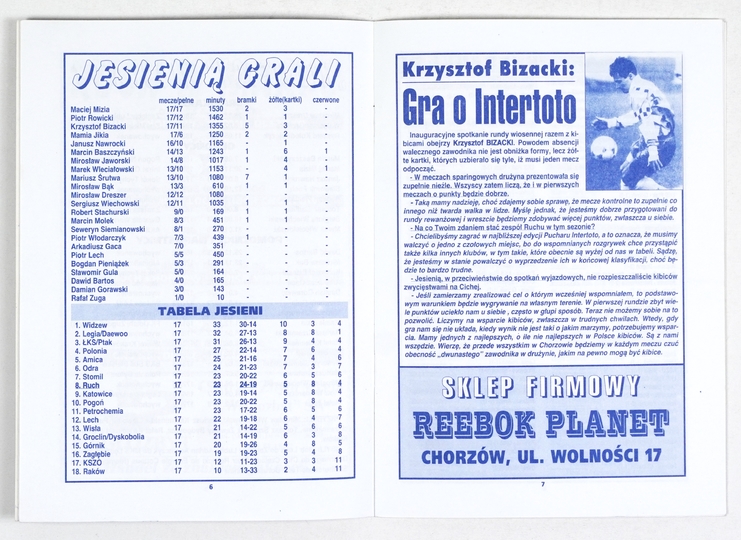 JESIENIĄ GRALI
mecze/pełne minuty bramki żółte(kartki) czerwone
Maciej Mizia 17/17 1530 2 3 -
Piotr Rowicki 17/12 1462 1 1 -
Krzysztof Bizacki 17/11 1355 5 3 -
Mamia Jikia 17/6 1250 2 2 -
Janusz Nawrocki 16/10 1165 - 1 -
Marcin Baszczyński 14/13 1243 1 6 1
Mirosław Jaworski 14/8 1017 1 4 -
Marek Wleciałowski 13/10 1153 - 4 1
Mariusz Śrutwa 13/10 1080 7 1 -
Mirosław Bąk 13/3 610 1 1 -
Mirosław Dreszer 12/12 1080 - - -
Sergiusz Wiechowski 12/11 1035 1 1 -
Robert Stachurski 9/0 169 1 1 -
Marcin Molek 8/3 451 1 - -
Seweryn Siemianowski 8/1 270 - - -
Piotr Włodarczyk 7/3 439 1 - -
Arkadiusz Gaca 7/0 351 - - -
Piotr Lech 5/5 450 - - -
Bogdan Pieniążek 5/3 291 - - -
Sławomir Gula 5/0 164 - - -
Dawid Bartos 4/0 165 - - -
Damian Gorawski 3/0 143 - - -
Rafał Zuga 1/0 10 - - -
TABELA JESIENI
1. Widzew 17 33 30-14 10 3 4
2. Legia/Daewoo 17 32 27-13 8 8 1
3. ŁKS/Ptak 17 31 26-13 9 4 4
4. Polonia 17 27 22-14 7 6 4
5. Amica 17 25 21-16 7 4 6
6. Odra 17 24 21-23 7 3 7
7. Stomil 17 23 20-22 6 5 6
8. Ruch 17 23 24-19 5 8 4
9. Katowice 17 23 19-14 5 8 4
10. Pogoń 17 23 20-22 5 8 4
11. Petrochemia 17 23 17-22 6 5 6
12. Lech 17 22 19-18 6 4 7
13. Wisła 17 21 14-22 5 6 6
14. Groclin/Dyskobolia 17 21 14-19 6 3 8
15. Górnik 17 20 19-26 4 8 5
16. Zagłębie 17 19 19-23 5 4 8
17. KSZO 17 12 11-23 3 3 11
18. Raków 17 10 13-33 2 4 11
6
Krzysztof Bizacki:
Gra o Intertoto
Inauguracyjne spotkanie rundy wiosennej razem z ki-
bicami obejrzy Krzysztof BIZACKI. Powodem absencji
walecznego zawodnika nie jest obniżka formy, lecz żół-
te kartki, których uzbierało się tyle, iż musi jeden mecz
odpocząć.
- W meczach sparingowych drużyna prezentowała się
zupełnie nieźle. Wszyscy zatem liczą, że i w pierwszych
meczach o punkty będzie dobrze.
- Taką mamy nadzieję, choć zdajemy sobie sprawę, że mecze kontrolne to zupełnie co
innego niż twarda walka w lidze. Myślę jednak, że jesteśmy dobrze przygotowani do
rundy rewanżowej i wreszcie będziemy zdobywać więcej punktów, zwłaszcza u siebie.
- Na co Twoim zdaniem stać zespół Ruchu w tym sezonie?
- Chcielibyśmy zagrać w najbliższej edycji Pucharu Intertoto, a to oznacza, że musimy
walczyć o jedno z czołowych miejsc, bo do wspomnianych rozgrywek chce przystąpić
także kilka innych klubów, w tym takie, które obecnie są wyżej od nas w tabeli. Sądzę,
że jesteśmy w stanie powalczyć o wyprzedzenie ich w końcowej klasyfikacji, choć bę-
dzie to bardzo trudne.
- Jesienią, w przeciwieństwie do spotkań wyjazdowych, nie rozpieszczaliście kibiców
zwycięstwami na Cichej.
- Jeśli zamierzamy zrealizować cel o którym wcześniej wspomniałem, to podstawo-
wym warunkiem będzie wygrywanie na własnym terenie. W pierwszej rundzie zbyt wie-
le punktów uciekło nam u siebie , często w głupi sposób. Teraz nie możemy sobie na to
pozwolić. Liczymy na wsparcie kibiców, zwłaszcza w trudnych chwilach. Wtedy, gdy
gra nam się nie układa, kiedy wynik nie jest taki o jakim marzymy, potrzebujemy wspar-
cia. Mamy jednych z najlepszych, o ile nie najlepszych w Polsce kibiców. Są z nami
wszędzie. Wierzę, że przede wszystkim w Chorzowie będziemy w każdym meczu czuć
obecność „dwunastego” zawodnika w drużynie, jakim na pewno mogą być kibice.
SKLEP FIRMOWY
REEBOK PLANET
CHORZÓW, UL. WOLNOŚCI 17
7